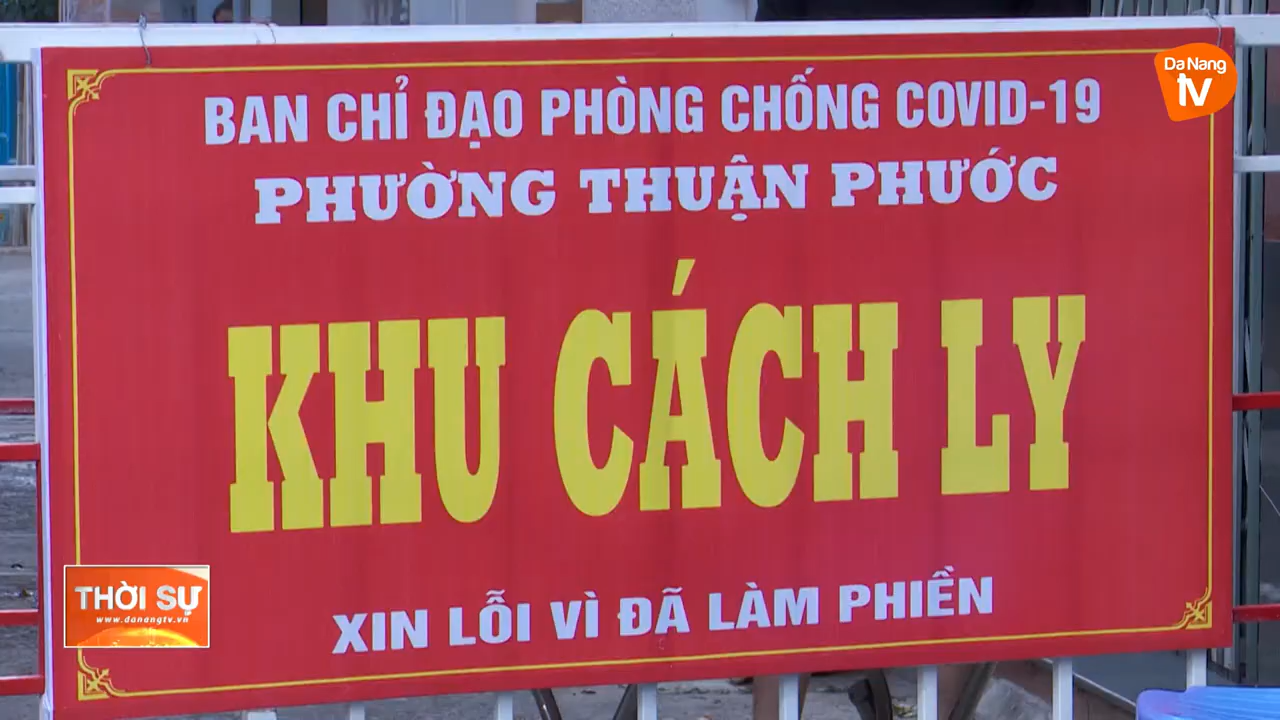 Da Nang
tv
BAN CHỈ ĐẠO PHÒNG CHỐNG COVID-19
PHƯỜNG THUẬN PHƯỚC
KHU CÁCH LY
XIN LỖI VÌ ĐÃ LÀM PHIỀN
THỜI SỰ
www.danangtv.vn